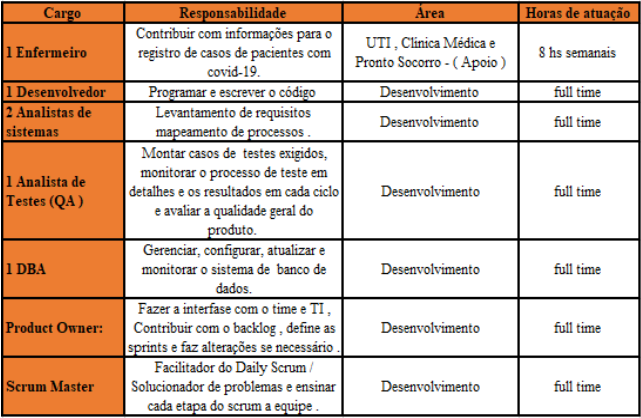 Cargo Responsabilidade Área Horas de atuação
1 Enfermeiro
Contribuir com informações para o
registro de casos de pacientes com
covid-19.
UTI , Clinica Médica e
Pronto Socorro - ( Apoio )
8 hs semanais
1 Desenvolvedor Programar e escrever o código Desenvolvimento full time
2 Analistas de
sistemas
Levantamento de requisitos
mapeamento de processos .
Desenvolvimento full time
1 Analista de
Testes (QA )
Montar casos de testes exigidos,
monitorar o processo de teste em
detalhes e os resultados em cada ciclo
e avaliar a qualidade geral do
produto.
Desenvolvimento full time
1 DBA
Gerenciar, configurar, atualizar e
monitorar o sistema de banco de
dados.
Desenvolvimento full time
Product Owner:
Fazer a interfase com o time e TI ,
Contribuir com o backlog , define as
sprints e faz alterações se necessário .
Desenvolvimento full time
Scrum Master
Facilitador do Daily Scrum /
Solucionador de problemas e ensinar
cada etapa do scrum a equipe .
Desenvolvimento full time